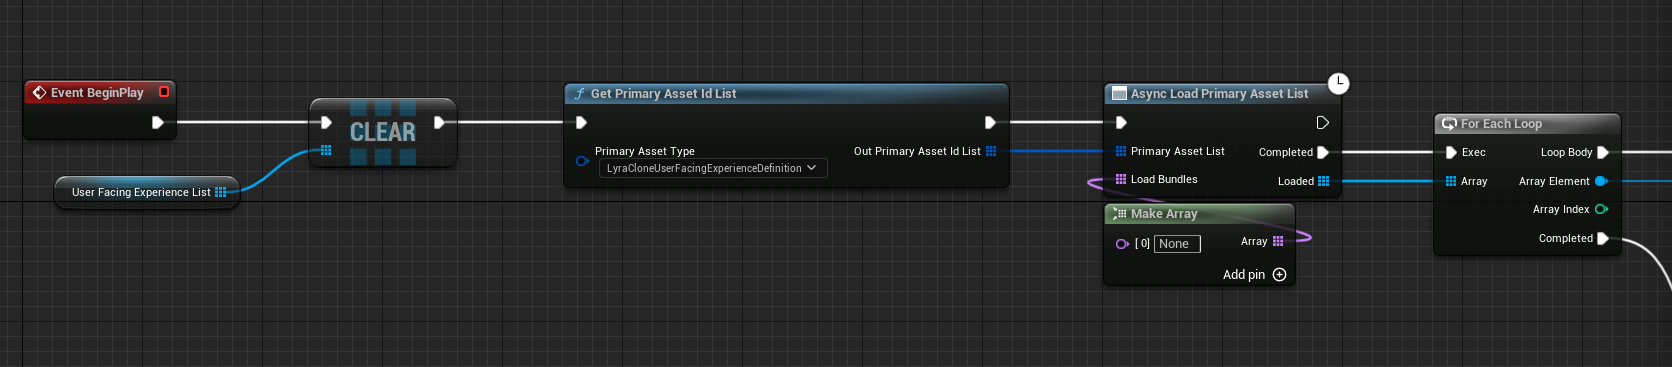 Event BeginPlay
User Facing Experience List
CLEAR
Get Primary Asset Id List
Primary Asset Type
LyraCloneUserFacingExperienceDefinition
Out Primary Asset Id List
Async Load Primary Asset List
Primary Asset List
Completed
Load Bundles
Loaded
Make Array
[ 0] None
Array
Add pin
For Each Loop
Exec
Loop Body
Array
Array Element
Array Index
Completed